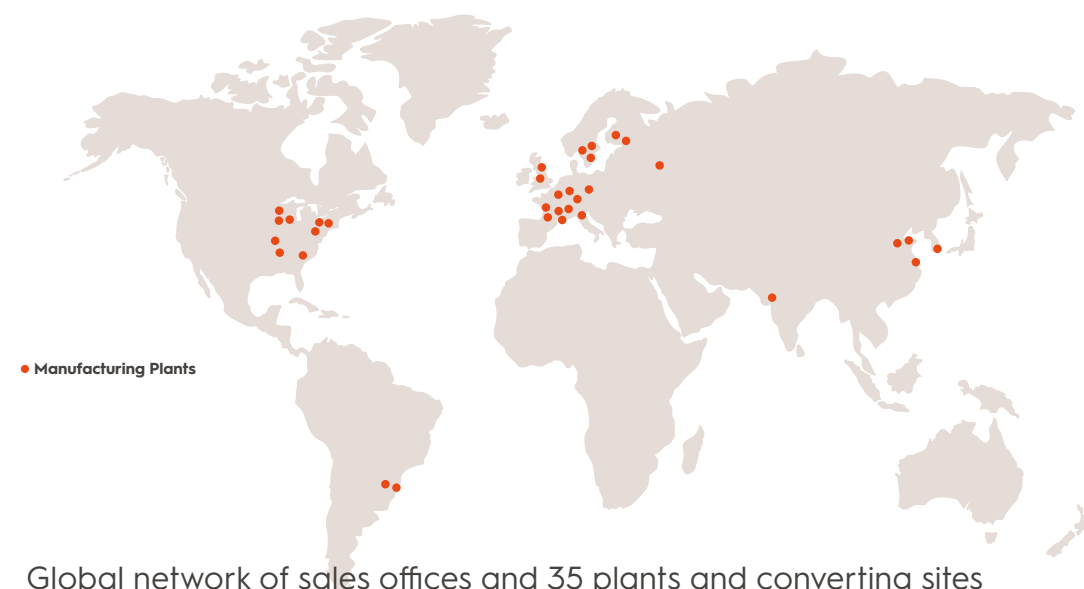 Manufacturing Plants
Global network of sales offices and 35 plants and converting sites